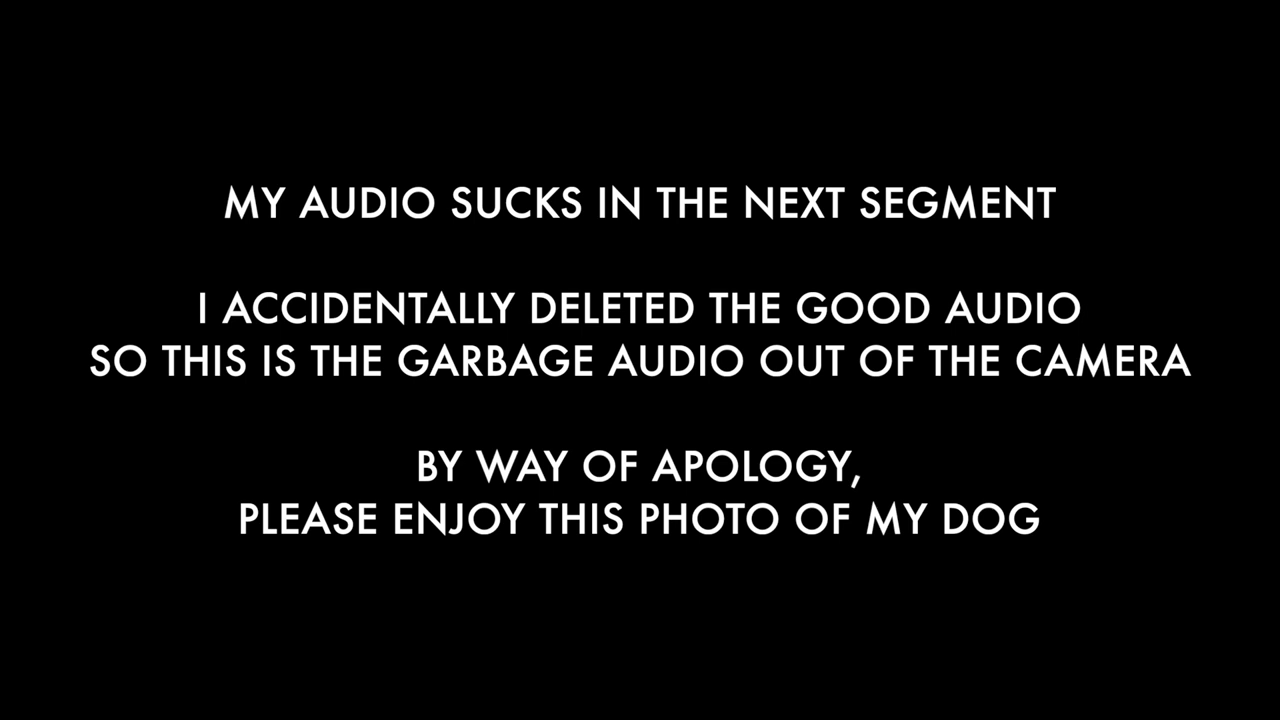 MY AUDIO SUCKS IN THE NEXT SEGMENT
I ACCIDENTALLY DELETED THE GOOD AUDIO
SO THIS IS THE GARBAGE AUDIO OUT OF THE CAMERA
BY WAY OF APOLOGY,
PLEASE ENJOY THIS PHOTO OF MY DOG